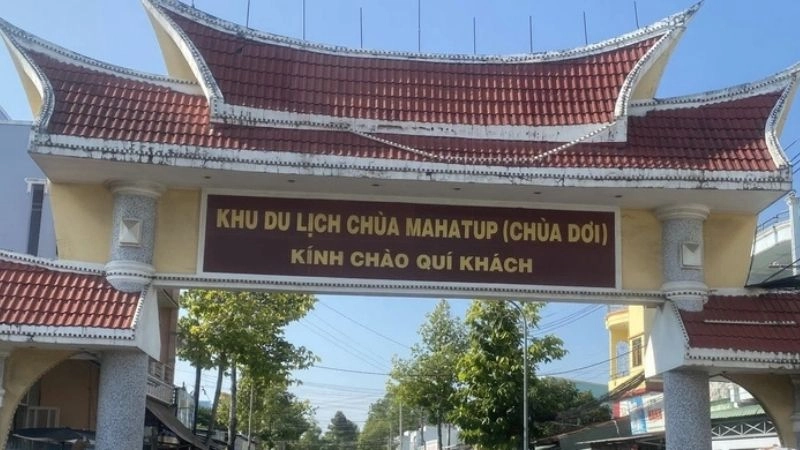 KHU DU LỊCH CHÙA MAHATUP (CHÙA DƠI)
KÍNH CHÀO QUÍ KHÁCH